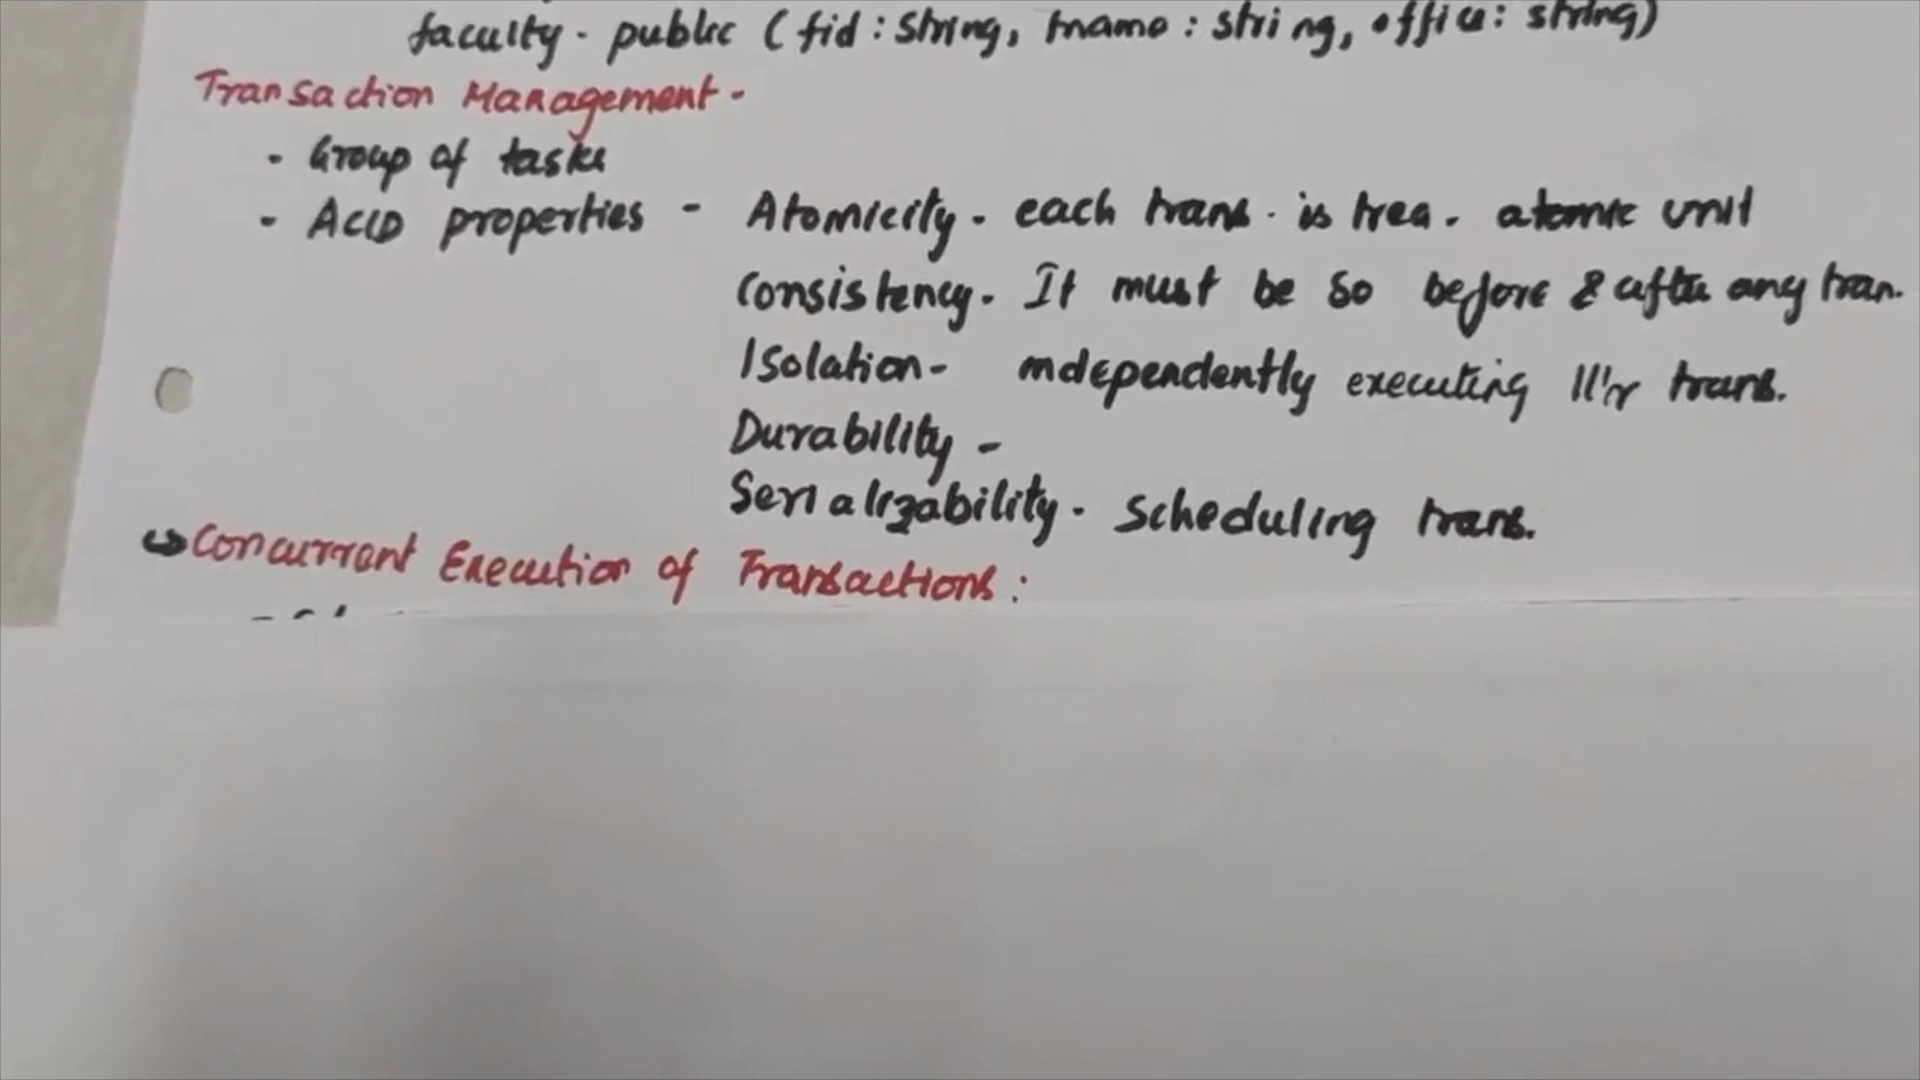 faculty - public (fid : string, fname : string, office : string)
Transaction Management -
- Group of tasks
- ACID properties - Atomicity - each trans. is trea. atomic unit
Consistency - It must be so before & after any tran.
Isolation - independently executing ||'r trans.
Durability -
Serializability - Scheduling trans.
↪ Concurrent Execution of Transactions :